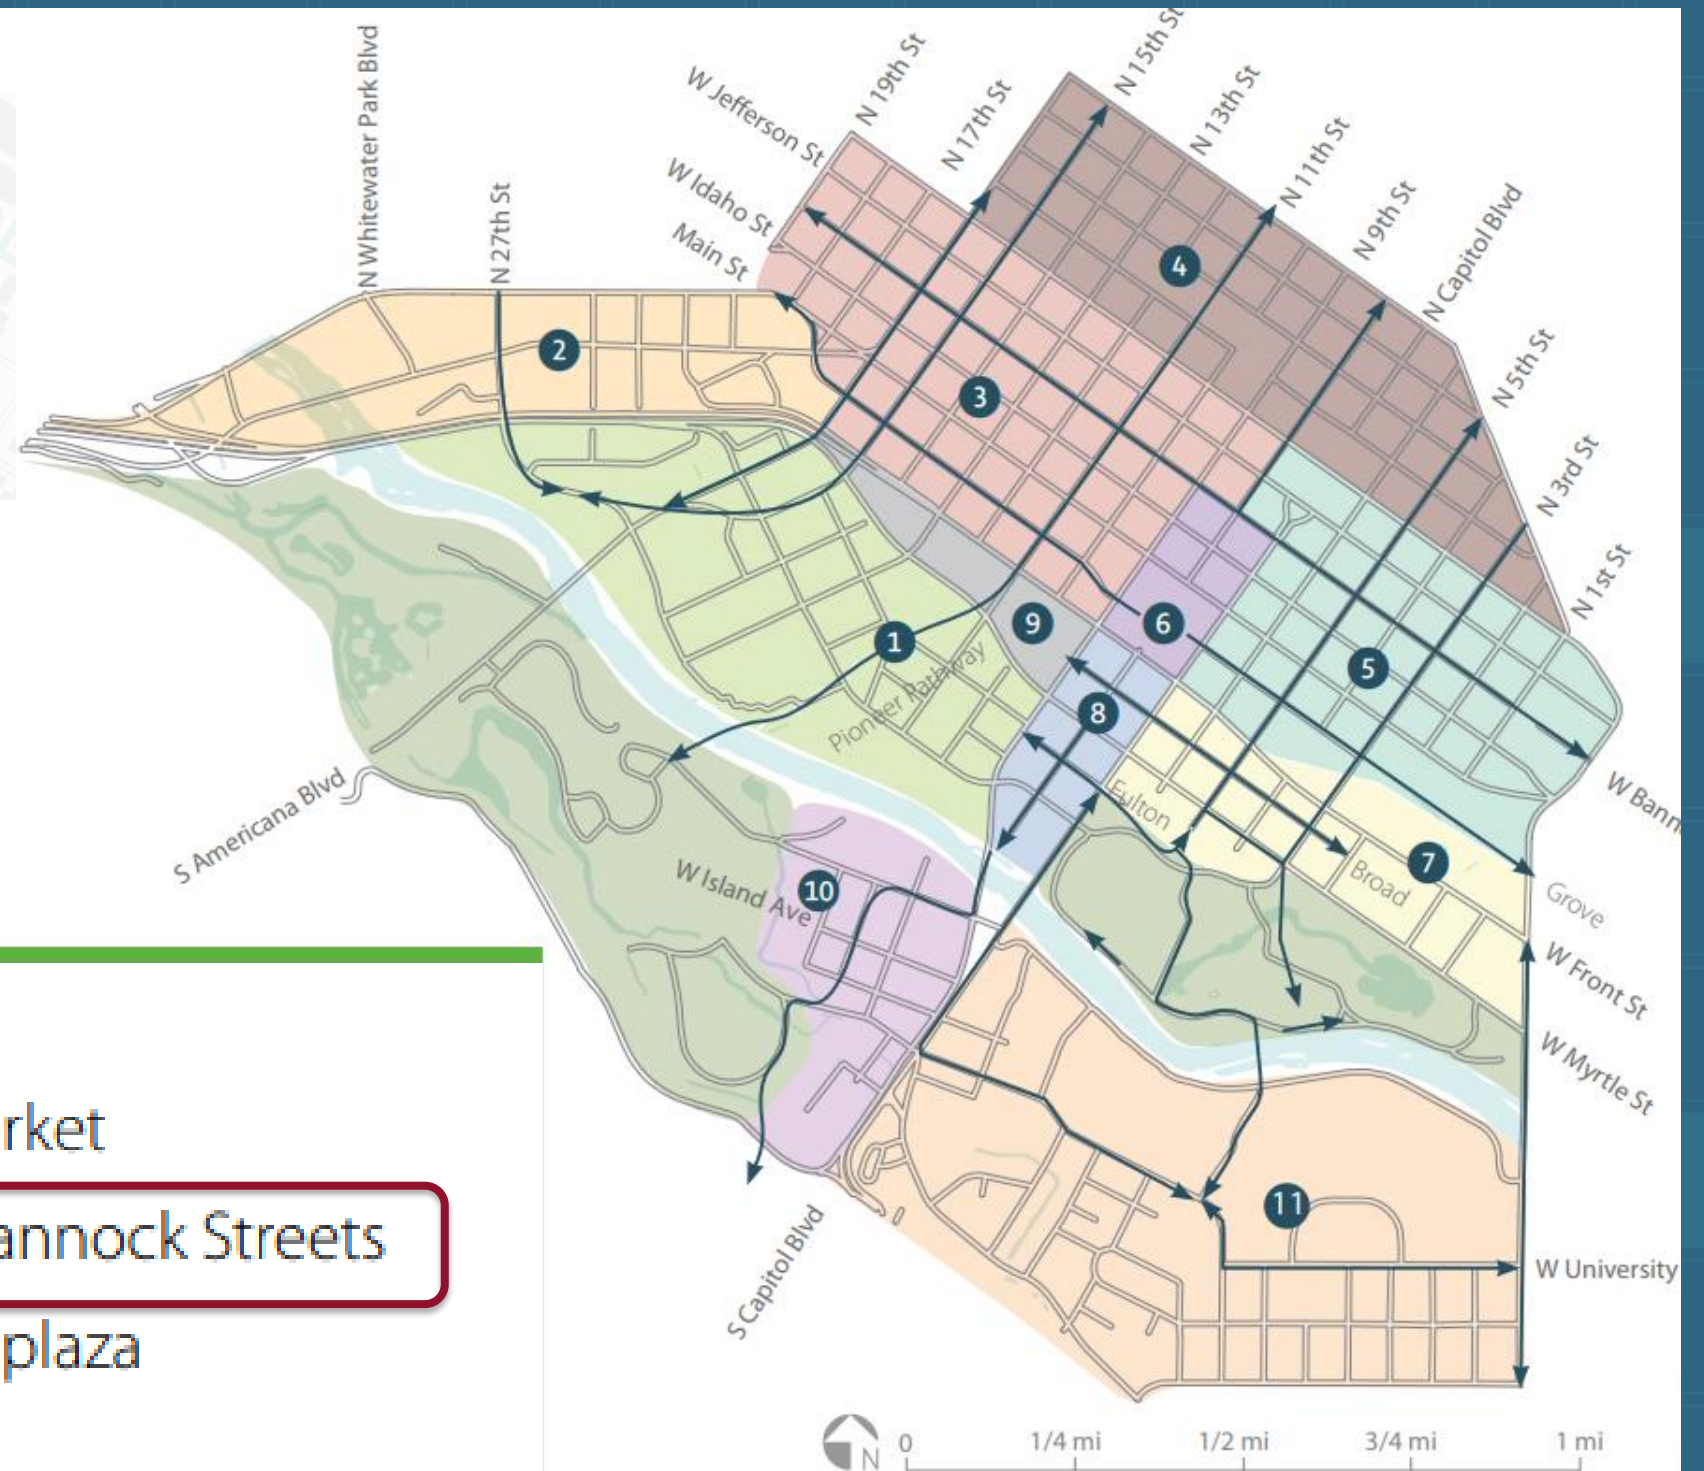 N Whitewater Park Blvd
N 27th St
W Jefferson St
W Idaho St
Main St
N 19th St
N 17th St
N 15th St
N 13th St
N 11th St
N 9th St
N Capitol Blvd
N 5th St
N 3rd St
N 1st St
2
3
4
1
9
6
5
8
7
10
11
Pioneer Pathway
Fulton
Broad
W Bann
Grove
W Front St
W Myrtle St
W University
S Americana Blvd
W Island Ave
S Capitol Blvd
rket
annock Streets
plaza
N
0 1/4 mi 1/2 mi 3/4 mi 1 mi